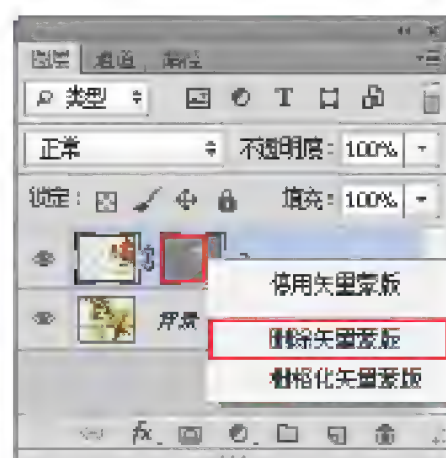 图层 通道 路径
类型
正常 不透明度：100%
锁定： 填充：100%
停用矢量蒙版
背景 删除矢量蒙版
栅格化矢量蒙版
fx